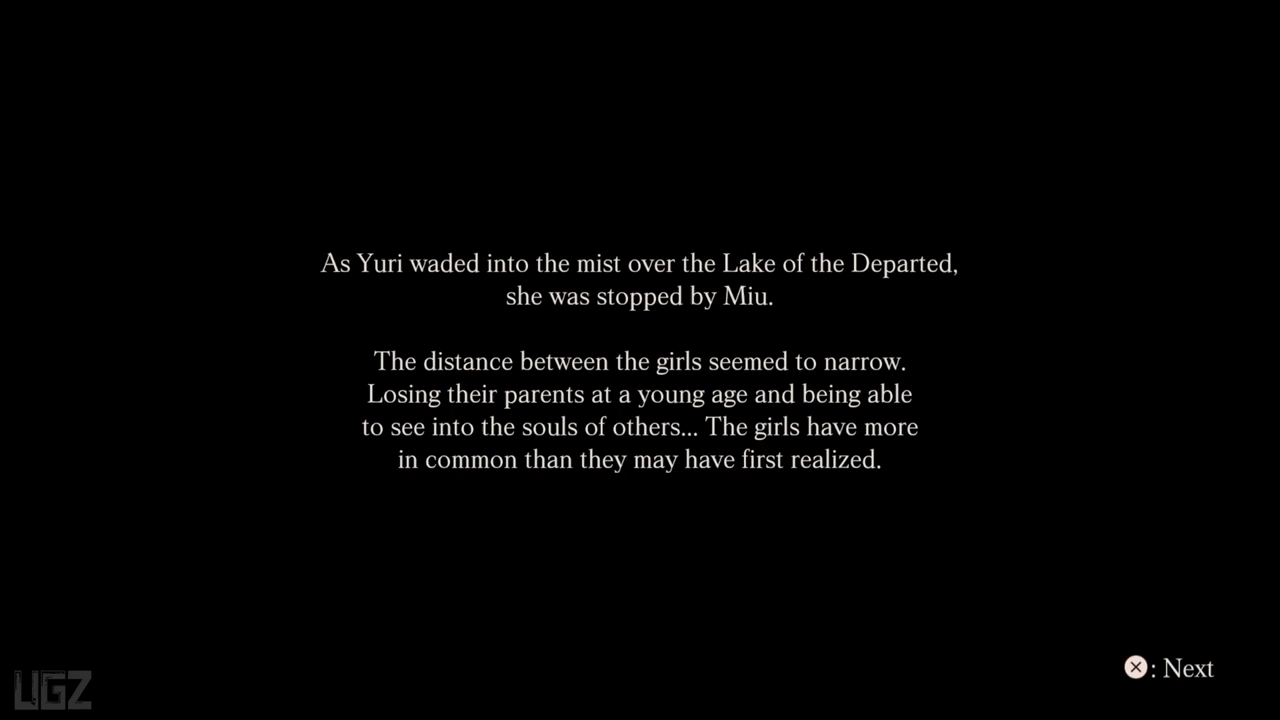 As Yuri waded into the mist over the Lake of the Departed,
she was stopped by Miu.
The distance between the girls seemed to narrow.
Losing their parents at a young age and being able
to see into the souls of others... The girls have more
in common than they may have first realized.
: Next
UGZ